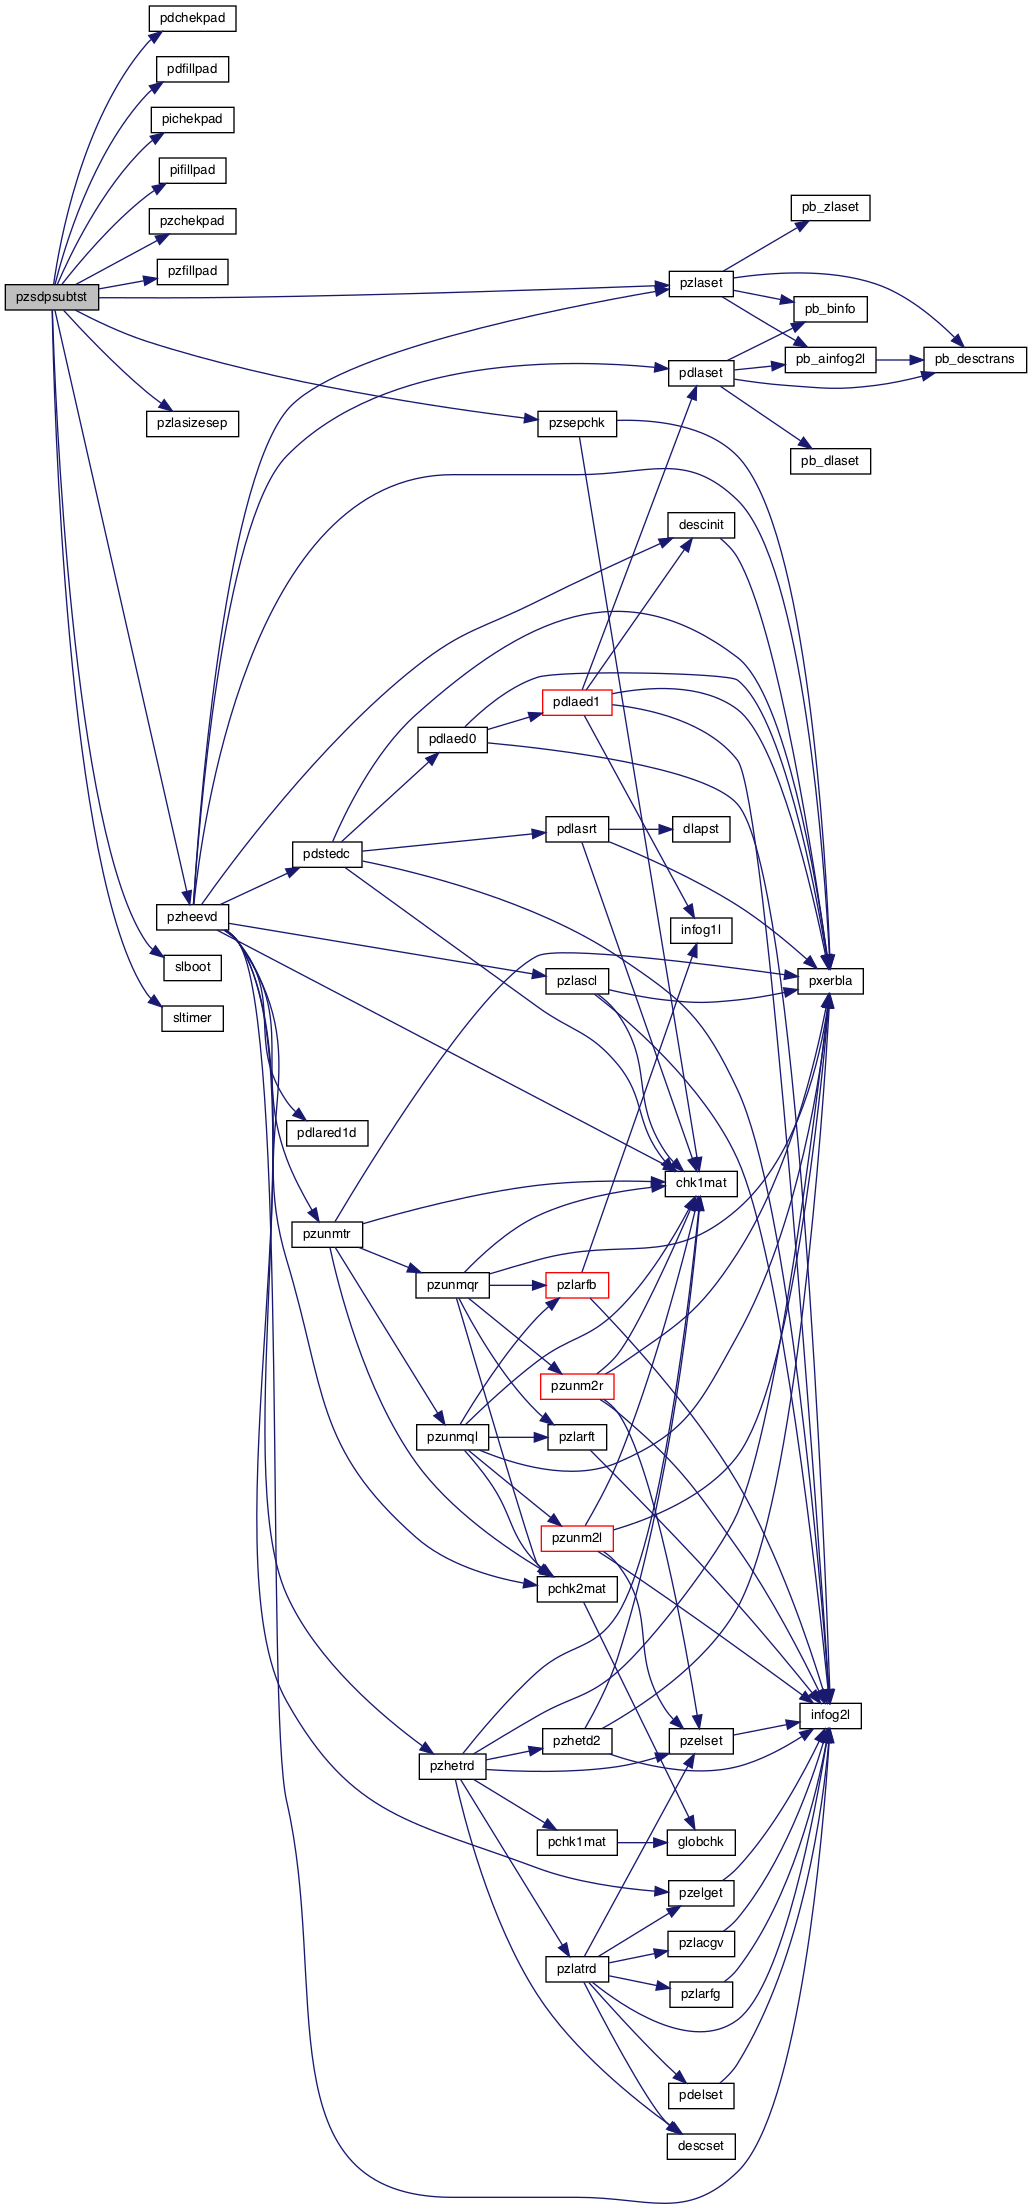 pdchekpad
pdfillpad
pichekpad
pifillpad
pb_zlaset
pzchekpad
pzfillpad
pzlaset
pzsdpsubtst
pb_binfo
pb_ainfog2l
pb_desctrans
pdlaset
pzlasizesep
pzsepchk
pb_dlaset
descinit
pdlaed1
pdlaed0
pdlasrt
dlapst
pdstedc
pzheevd
infog1l
slboot
pzlascl
pxerbla
sltimer
pdlared1d
chk1mat
pzunmtr
pzunmqr
pzlarfb
pzunm2r
pzunmql
pzlarft
pzunm2l
pchk2mat
infog2l
pzhetd2
pzelset
pzhetrd
pchk1mat
globchk
pzelget
pzlacgv
pzlatrd
pzlarfg
pdelset
descset